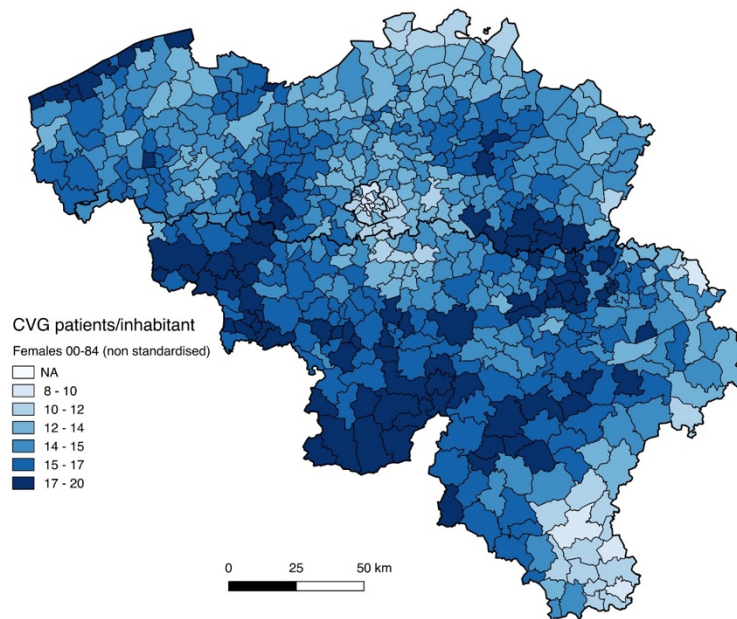 CVG patients/inhabitant
Females 00-84 (non standardised)
NA
8 - 10
10 - 12
12 - 14
14 - 15
15 - 17
17 - 20
0 25 50 km